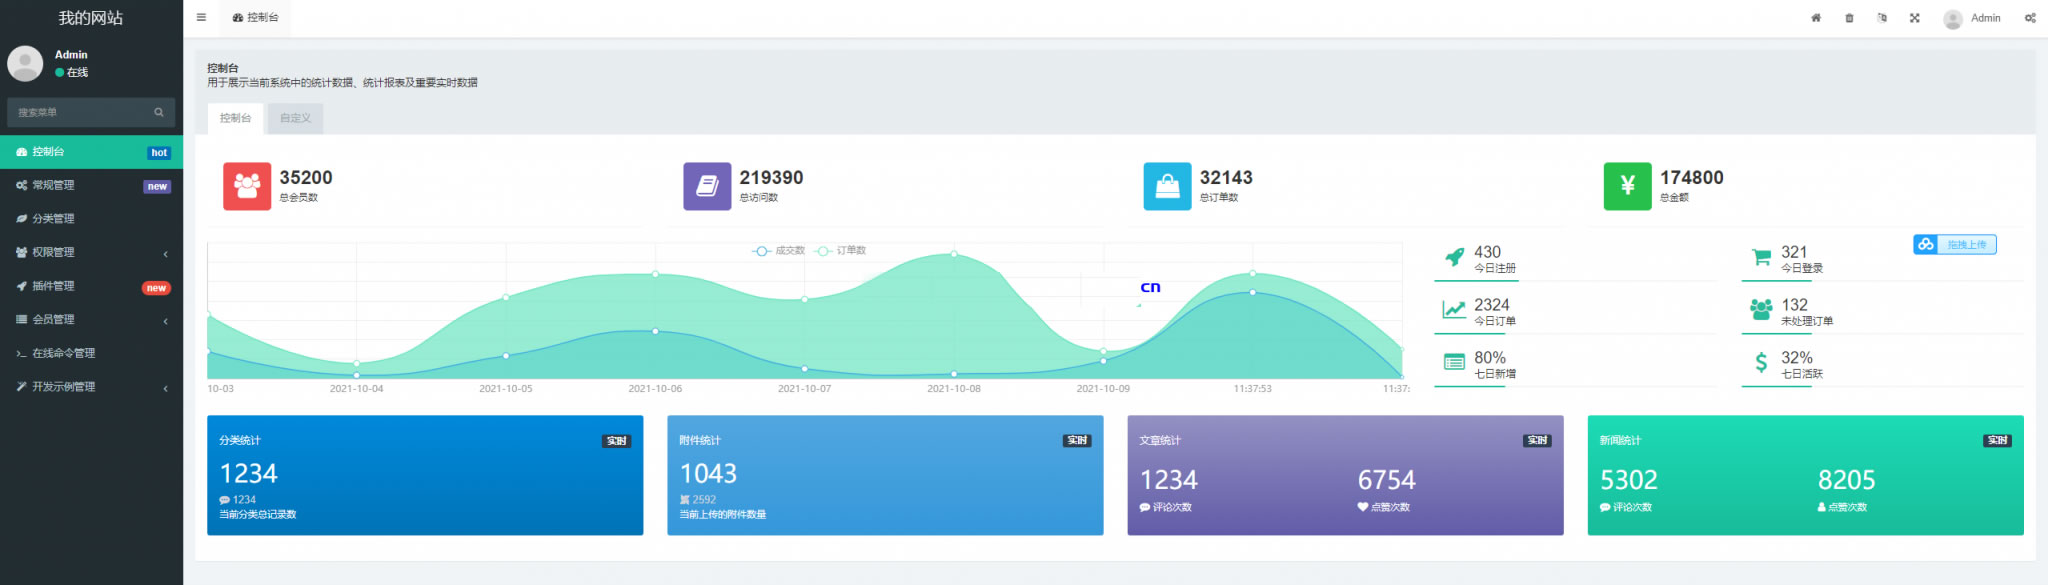 我的网站
控制台
Admin
Admin
在线
搜索菜单
控制台 hot
常规管理 new
分类管理
权限管理
插件管理 new
会员管理
在线命令管理
开发示例管理
控制台
用于展示当前系统中的统计数据、统计报表及重要实时数据
控制台 自定义
35200
总会员数
219390
总访问数
32143
总订单数
174800
总金额
成交数 订单数
cn
10-03 2021-10-04 2021-10-05 2021-10-06 2021-10-07 2021-10-08 2021-10-09 11:37:53 11:37:
430
今日注册
321
今日登录
拖拽上传
2324
今日订单
132
未处理订单
80%
七日新增
32%
七日活跃
分类统计 实时
1234
1234
当前分类总记录数
附件统计 实时
1043
2592
当前上传的附件数量
文章统计 实时
1234 6754
评论次数 点赞次数
新闻统计 实时
5302 8205
评论次数 点赞次数